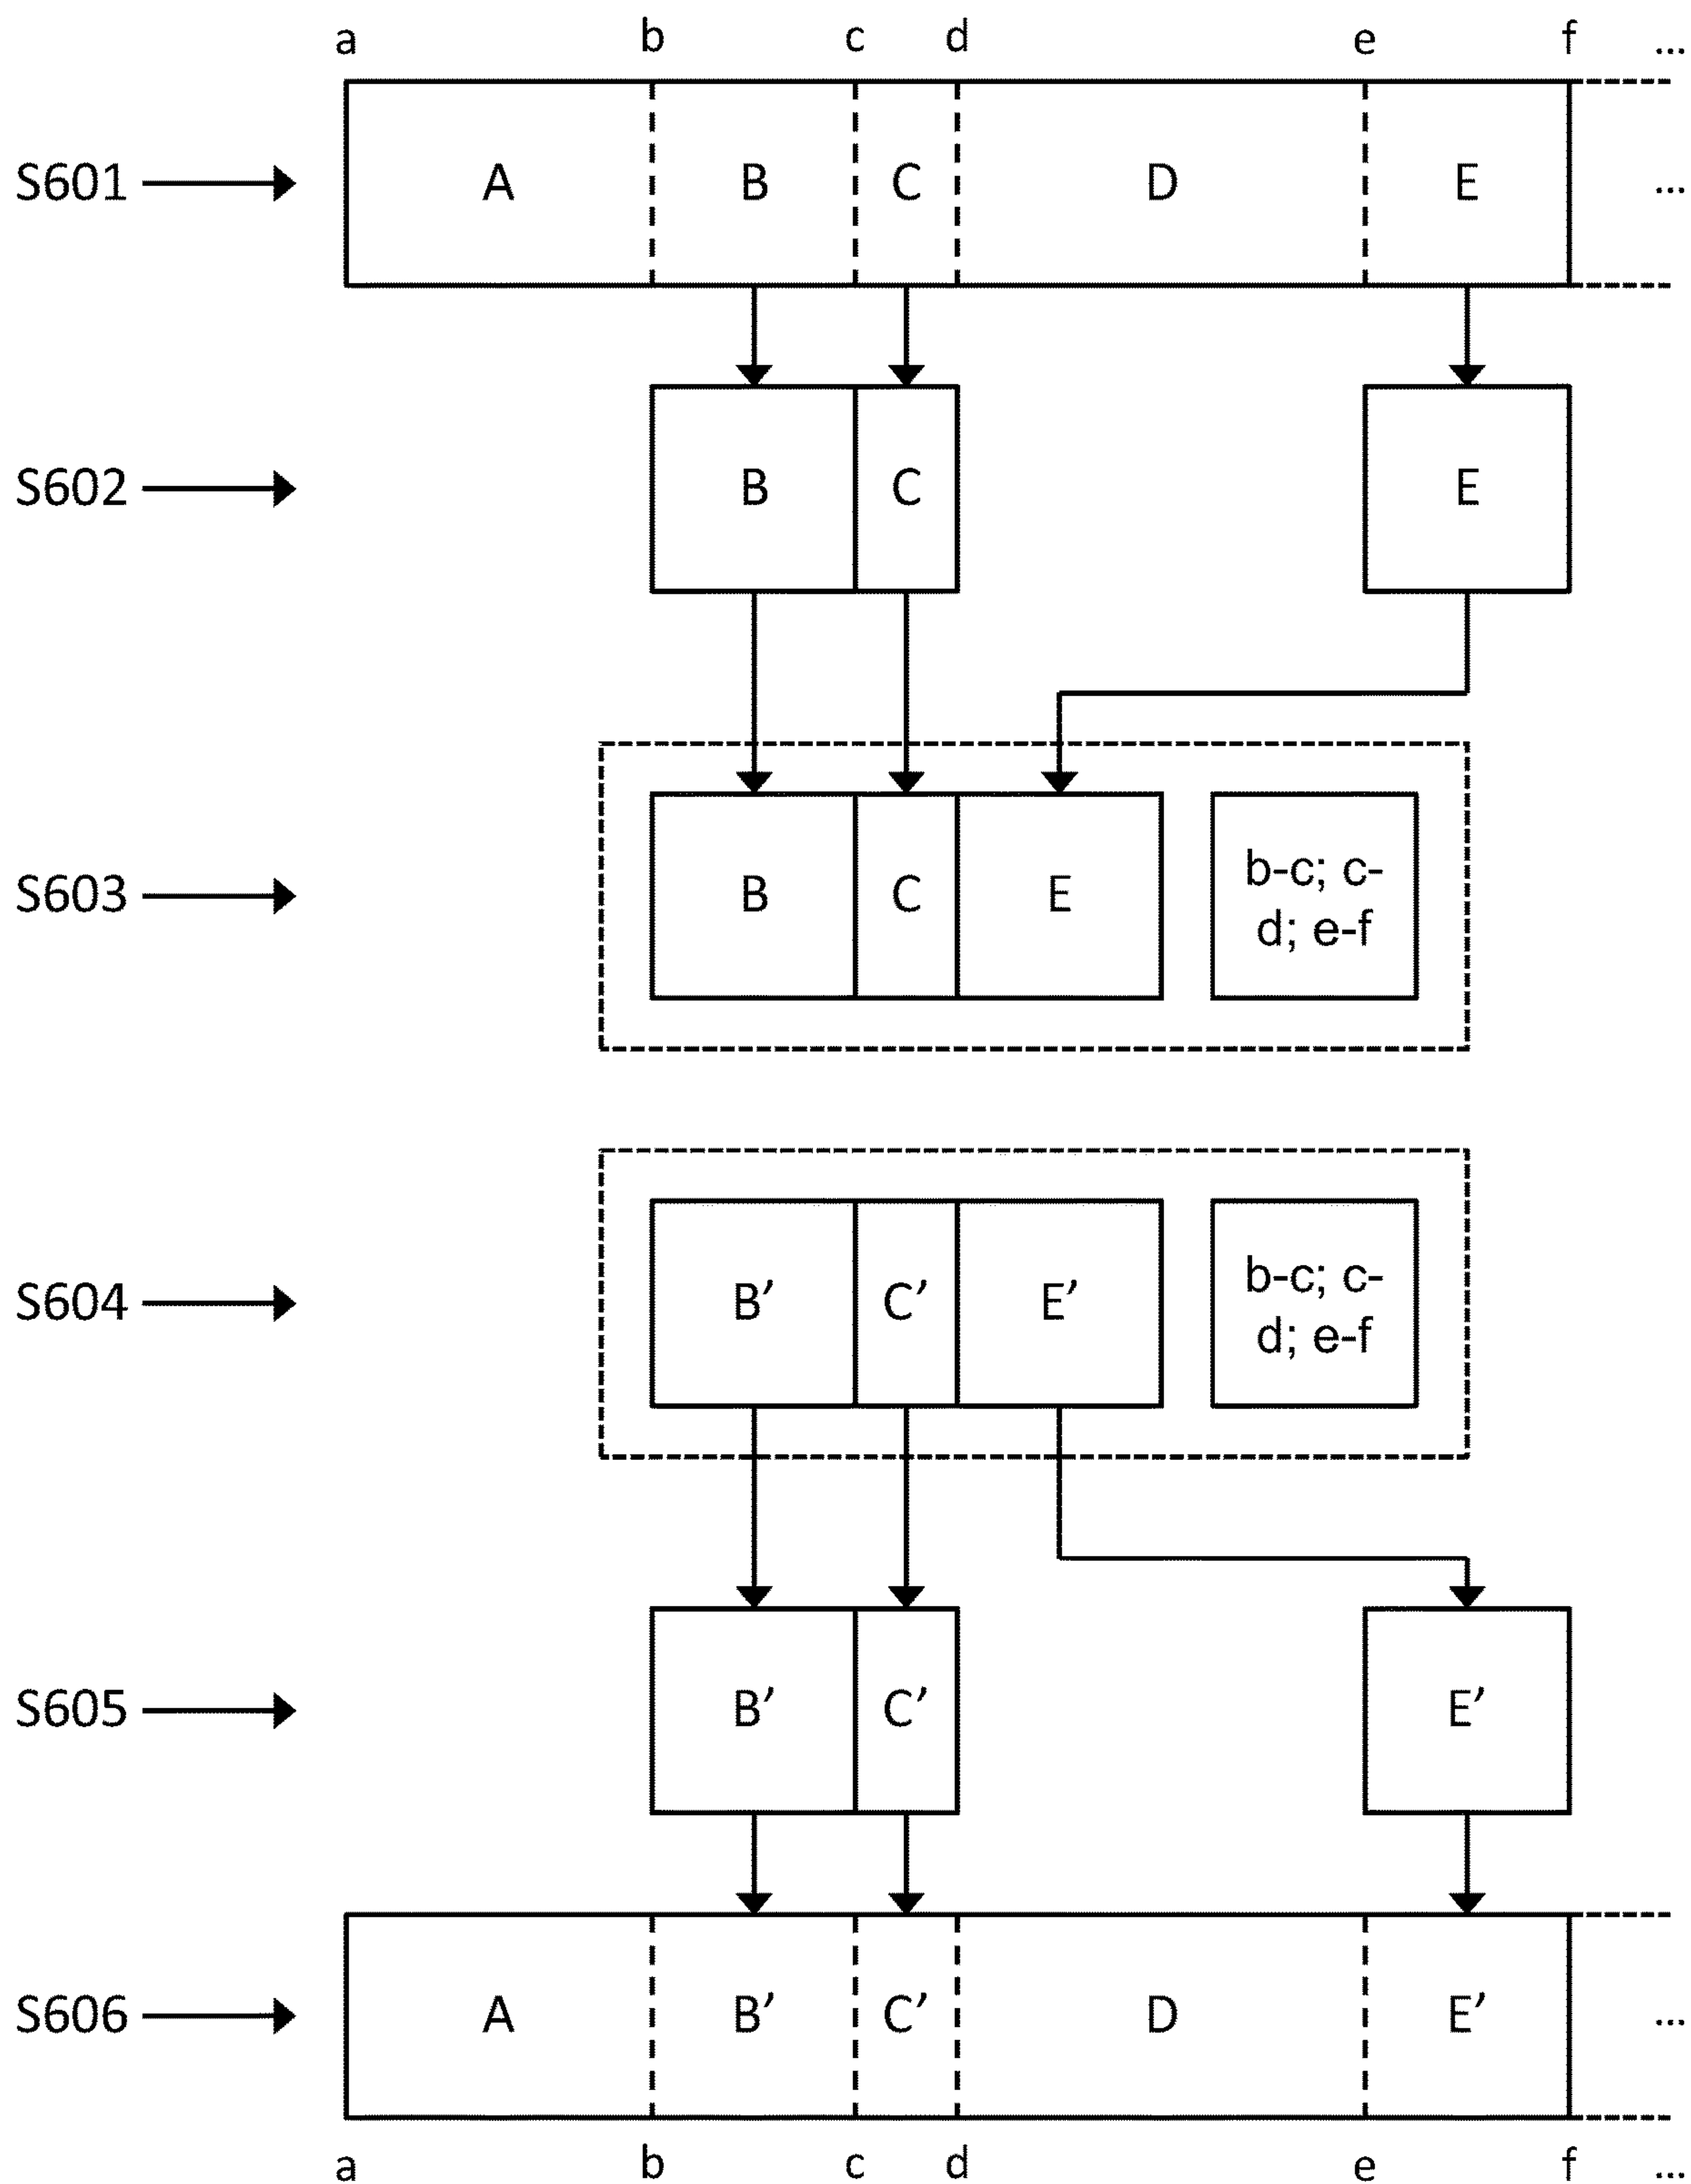 a b c d e f ...
S601 A B C D E ...
S602 B C E
S603 B C E b-c; c-
d; e-f
S604 B′ C′ E′ b-c; c-
d; e-f
S605 B′ C′ E′
S606 A B′ C′ D E′ ...
a b c d e f ...